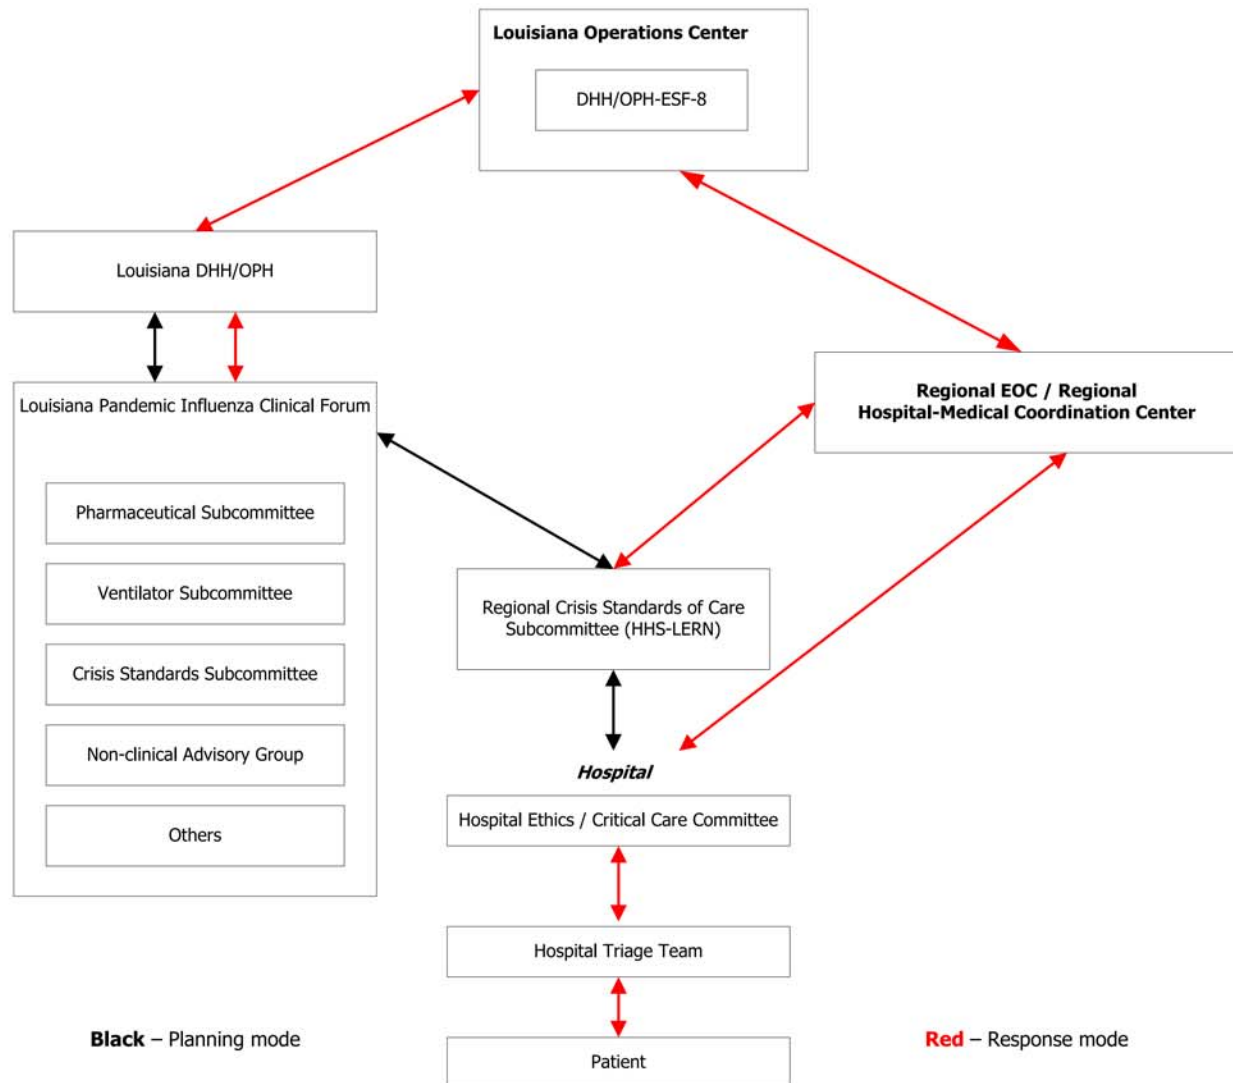 Louisiana Operations Center
DHH/OPH-ESF-8
Louisiana DHH/OPH
Louisiana Pandemic Influenza Clinical Forum
Pharmaceutical Subcommittee
Ventilator Subcommittee
Crisis Standards Subcommittee
Non-clinical Advisory Group
Others
Regional EOC / Regional
Hospital-Medical Coordination Center
Regional Crisis Standards of Care
Subcommittee (HHS-LERN)
Hospital
Hospital Ethics / Critical Care Committee
Hospital Triage Team
Patient
Black – Planning mode
Red – Response mode